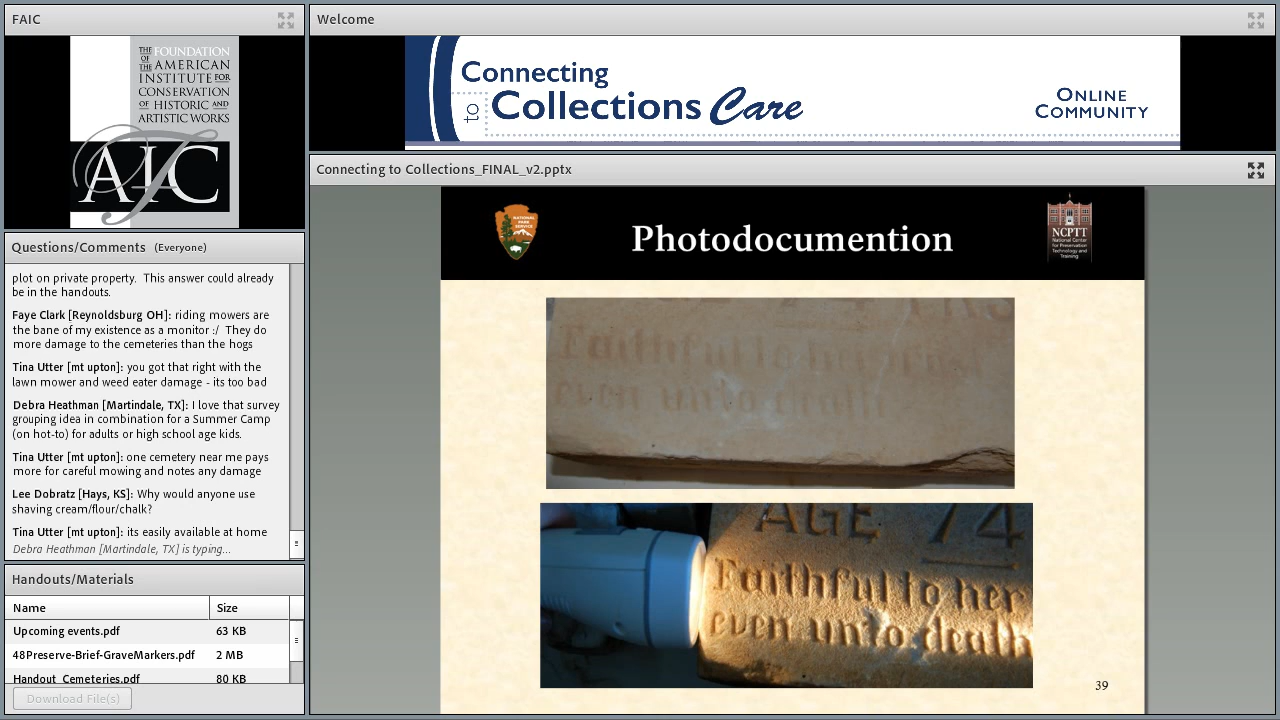 FAIC
THE FOUNDATION
OF THE AMERICAN
INSTITUTE FOR
CONSERVATION
OF HISTORIC AND
ARTISTIC WORKS
AIC
Questions/Comments (Everyone)
plot on private property. This answer could already
be in the handouts.
Faye Clark [Reynoldsburg OH]: riding mowers are
the bane of my existence as a monitor :/ They do
more damage to the cemeteries than the hogs
Tina Utter [mt upton]: you got that right with the
lawn mower and weed eater damage - its too bad
Debra Heathman [Martindale, TX]: I love that survey
grouping idea in combination for a Summer Camp
(on hot-to) for adults or high school age kids.
Tina Utter [mt upton]: one cemetery near me pays
more for careful mowing and notes any damage
Lee Dobratz [Hays, KS]: Why would anyone use
shaving cream/flour/chalk?
Tina Utter [mt upton]: its easily available at home
Debra Heathman [Martindale, TX] is typing...
Handouts/Materials
Name Size
Upcoming events.pdf 63 KB
48Preserve-Brief-GraveMarkers.pdf 2 MB
Handout_Cemeteries.pdf 80 KB
Download File(s)
Welcome
Connecting
to Collections Care
ONLINE
COMMUNITY
Connecting to Collections_FINAL_v2.pptx
NATIONAL
PARK
SERVICE
Photodocumention
NCPTT
National Center
for Preservation
Technology and
Training
Faithful to her
even unto death
AGE 74
Faithful to her
even unto death
39